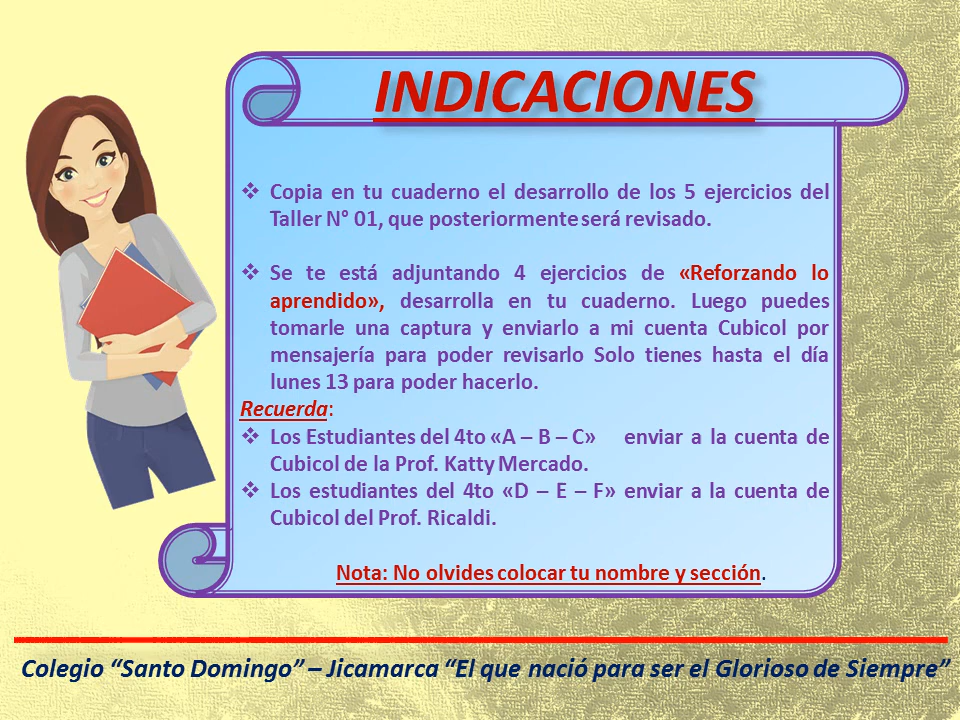 INDICACIONES
❖ Copia en tu cuaderno el desarrollo de los 5 ejercicios del
Taller N° 01, que posteriormente será revisado.
❖ Se te está adjuntando 4 ejercicios de «Reforzando lo
aprendido», desarrolla en tu cuaderno. Luego puedes
tomarle una captura y enviarlo a mi cuenta Cubicol por
mensajería para poder revisarlo Solo tienes hasta el día
lunes 13 para poder hacerlo.
Recuerda:
❖ Los Estudiantes del 4to «A – B – C» enviar a la cuenta de
Cubicol de la Prof. Katty Mercado.
❖ Los estudiantes del 4to «D – E – F» enviar a la cuenta de
Cubicol del Prof. Ricaldi.
Nota: No olvides colocar tu nombre y sección.
Colegio “Santo Domingo” – Jicamarca “El que nació para ser el Glorioso de Siempre”